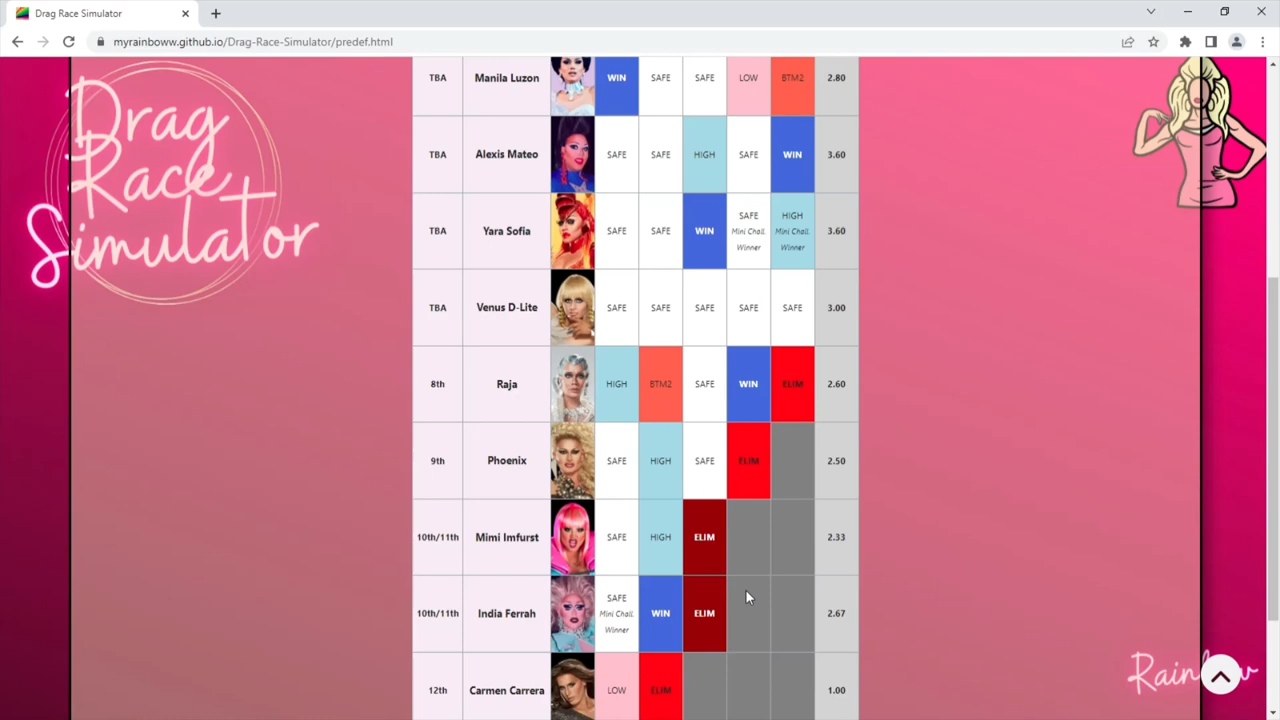 Drag Race Simulator
myrainboww.github.io/Drag-Race-Simulator/predef.html
Drag
Race
Simulator
TBA Manila Luzon WIN SAFE SAFE LOW BTM2 2.80
TBA Alexis Mateo SAFE SAFE HIGH SAFE WIN 3.60
TBA Yara Sofia SAFE SAFE WIN SAFE Mini Chall. Winner HIGH Mini Chall. Winner 3.60
TBA Venus D-Lite SAFE SAFE SAFE SAFE SAFE 3.00
8th Raja HIGH BTM2 SAFE WIN ELIM 2.60
9th Phoenix SAFE HIGH SAFE ELIM 2.50
10th/11th Mimi Imfurst SAFE HIGH ELIM 2.33
10th/11th India Ferrah SAFE Mini Chall. Winner WIN ELIM 2.67
12th Carmen Carrera LOW ELIM 1.00